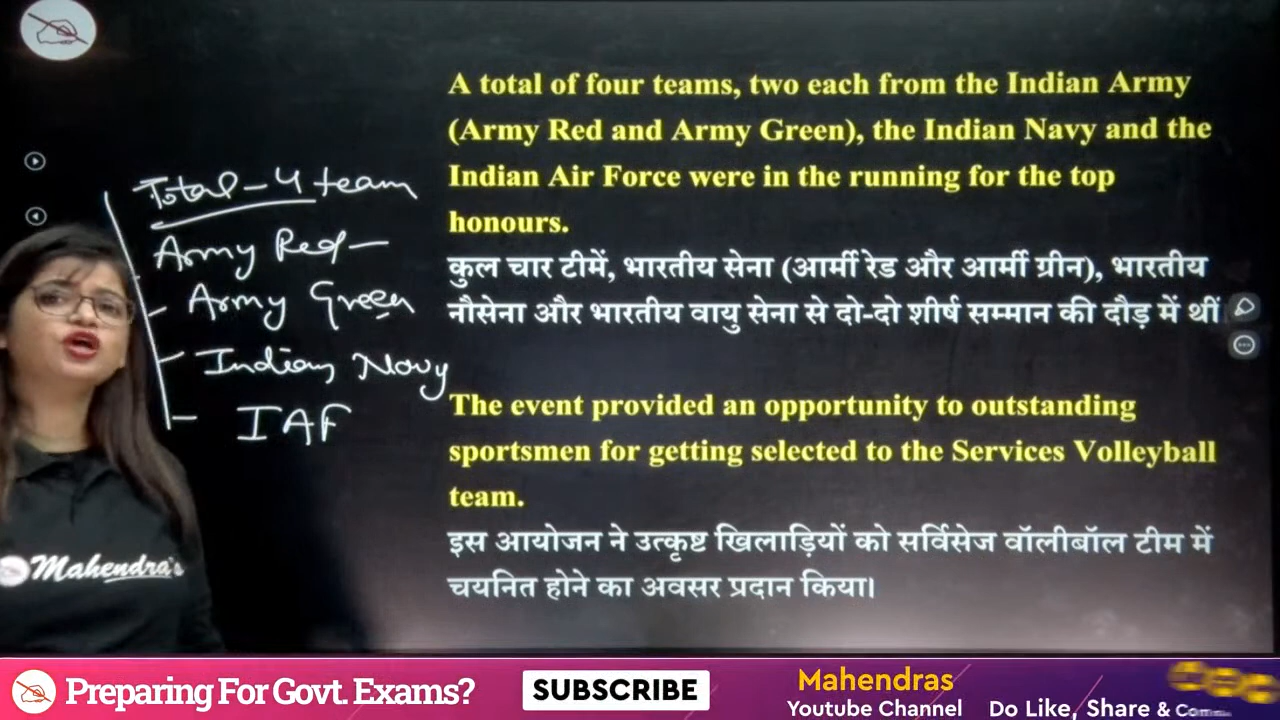 A total of four teams, two each from the Indian Army
(Army Red and Army Green), the Indian Navy and the
Indian Air Force were in the running for the top
honours.
कुल चार टीमें, भारतीय सेना (आर्मी रेड और आर्मी ग्रीन), भारतीय
नौसेना और भारतीय वायु सेना से दो-दो शीर्ष सम्मान की दौड़ में थीं
Total - 4 team
Army Red -
- Army Green
- Indian Navy
- IAF
The event provided an opportunity to outstanding
sportsmen for getting selected to the Services Volleyball
team.
इस आयोजन ने उत्कृष्ट खिलाड़ियों को सर्विसेज वॉलीबॉल टीम में
चयनित होने का अवसर प्रदान किया।
Mahendra's
Preparing For Govt. Exams?
SUBSCRIBE
Mahendras
YouTube Channel
Do Like, Share &